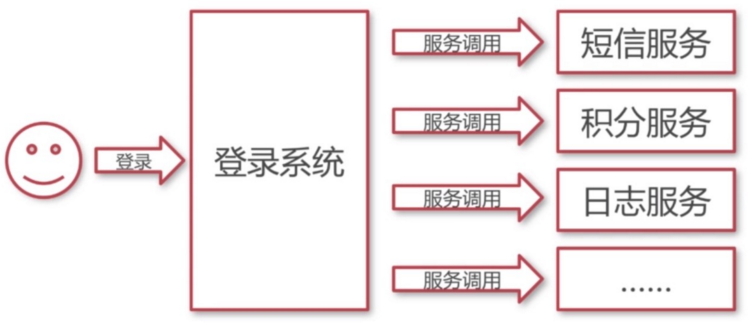 服务调用
短信服务
服务调用
积分服务
登录
登录系统
服务调用
日志服务
服务调用
......